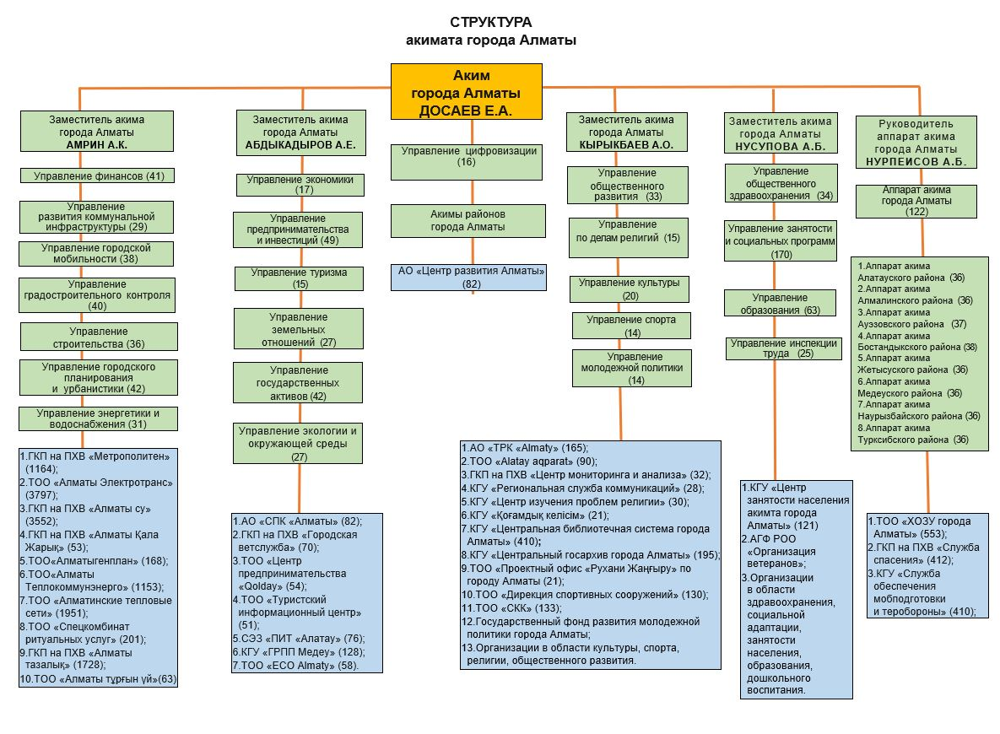 СТРУКТУРА
акимата города Алматы
Аким
города Алматы
ДОСАЕВ Е.А.
Заместитель акима
города Алматы
АМРИН А.К.
Управление финансов (41)
Управление
развития коммунальной
инфраструктуры (29)
Управление городской
мобильности (38)
Управление
градостроительного контроля
(40)
Управление
строительства (36)
Управление городского
планирования
и урбанистики (42)
Управление энергетики и
водоснабжения (31)
1.ГКП на ПХВ «Метрополитен»
(1164);
2.ТОО «Алматы Электротранс»
(3797);
3.ГКП на ПХВ «Алматы су»
(3552);
4.ГКП на ПХВ «Алматы Қала
Жарық» (53);
5.ТОО«Алматыгенплан» (168);
6.ТОО«Алматы
Теплокоммунэнерго» (1153);
7.ТОО «Алматинские тепловые
сети» (1951);
8.ТОО «Спецкомбинат
ритуальных услуг» (201);
9.ГКП на ПХВ «Алматы
тазалық» (1728);
10.ТОО «Алматы тұрғын үй»(63)
Заместитель акима
города Алматы
АБДЫКАДЫРОВ А.Е.
Управление экономики
(17)
Управление
предпринимательства
и инвестиций (49)
Управление туризма
(15)
Управление
земельных
отношений (27)
Управление
государственных
активов (42)
Управление экологии и
окружающей среды
(27)
1.АО «СПК «Алматы» (82);
2.ГКП на ПХВ «Городская
ветслужба» (70);
3.ТОО «Центр
предпринимательства
«Qolday» (54);
4.ТОО «Туристский
информационный центр»
(51);
5.СЭЗ «ПИТ «Алатау» (76);
6.КГУ «ГРПП Медеу» (128);
7.ТОО «ECO Almaty» (58).
Управление цифровизации
(16)
Акимы районов
города Алматы
АО «Центр развития Алматы»
(82)
Заместитель акима
города Алматы
КЫРЫКБАЕВ А.О.
Управление
общественного
развития (33)
Управление
по делам религий (15)
Управление культуры
(20)
Управление спорта
(14)
Управление
молодежной политики
(14)
1.АО «ТРК «Almaty» (165);
2.ТОО «Alatay aqparat» (90);
3.ГКП на ПХВ «Центр мониторинга и анализа» (32);
4.КГУ «Региональная служба коммуникаций» (28);
5.КГУ «Центр изучения проблем религии» (30);
6.КГУ «Қоғамдық келісім» (21);
7.КГУ «Центральная библиотечная система города
Алматы» (410);
8.КГУ «Центральный госархив города Алматы» (195);
9.ТОО «Проектный офис «Рухани Жаңғыру» по
городу Алматы (21);
10.ТОО «Дирекция спортивных сооружений» (130);
11.ТОО «СКК» (133);
12.Государственный фонд развития молодежной
политики города Алматы;
13.Организации в области культуры, спорта,
религии, общественного развития.
Заместитель акима
города Алматы
НУСУПОВА А.Б.
Управление
общественного
здравоохранения (34)
Управление занятости
и социальных программ
(170)
Управление
образования (63)
Управление инспекции
труда (25)
1.КГУ «Центр
занятости населения
акимта города
Алматы» (121)
2.АГФ РОО
«Организация
ветеранов»;
3.Организации
в области
здравоохранения,
социальной
адаптации,
занятости
населения,
образования,
дошкольного
воспитания.
Руководитель
аппарат акима
города Алматы
НУРПЕИСОВ А.Б.
Аппарат акима
города Алматы
(122)
1.Аппарат акима
Алатауского района (36)
2.Аппарат акима
Алмалинского района (36)
3.Аппарат акима
Ауэзовского района (37)
4.Аппарат акима
Бостандыкского района (38)
5.Аппарат акима
Жетысуского района (36)
6.Аппарат акима
Медеуского района (36)
7.Аппарат акима
Наурызбайского района (36)
8.Аппарат акима
Турксибского района (36)
1.ТОО «ХОЗУ города
Алматы» (553);
2.ГКП на ПХВ «Служба
спасения» (412);
3.КГУ «Служба
обеспечения
мобподготовки
и теробороны» (410);